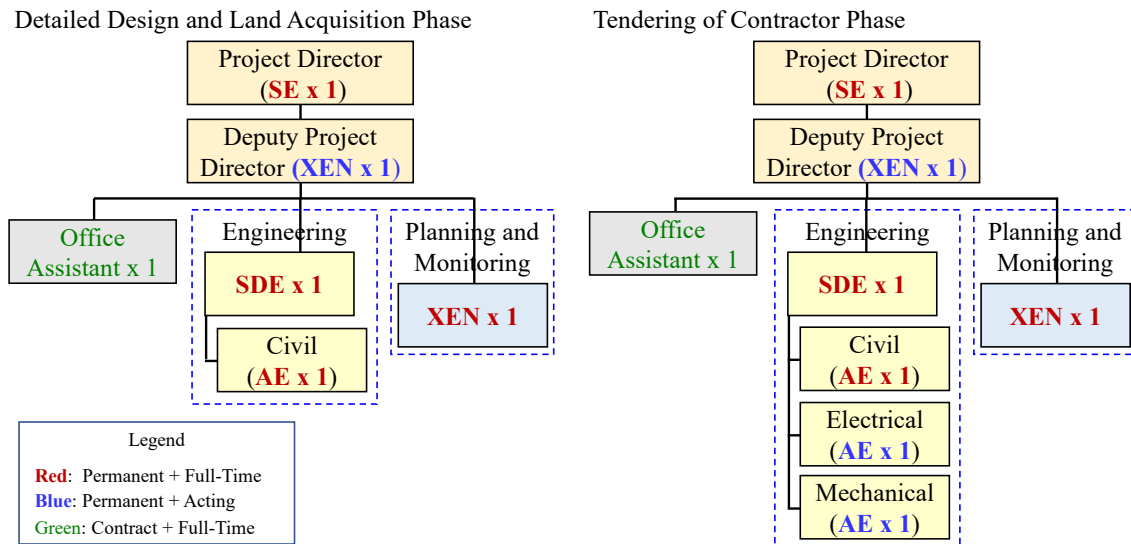 Detailed Design and Land Acquisition Phase
Project Director
(SE x 1)
Deputy Project
Director (XEN x 1)
Office
Assistant x 1
Engineering
SDE x 1
Civil
(AE x 1)
Planning and
Monitoring
XEN x 1
Legend
Red: Permanent + Full-Time
Blue: Permanent + Acting
Green: Contract + Full-Time
Tendering of Contractor Phase
Project Director
(SE x 1)
Deputy Project
Director (XEN x 1)
Office
Assistant x 1
Engineering
SDE x 1
Civil
(AE x 1)
Electrical
(AE x 1)
Mechanical
(AE x 1)
Planning and
Monitoring
XEN x 1